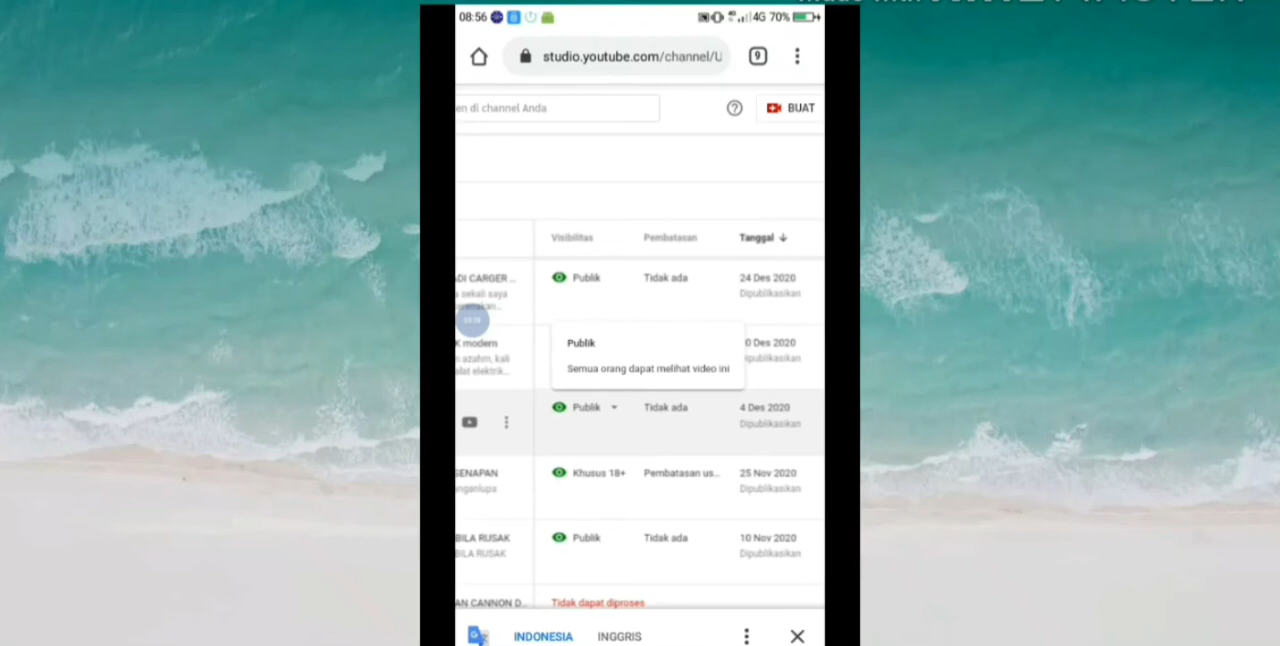 08:56
4G 70%
studio.youtube.com/channel/U
9
en di channel Anda
BUAT
Visibilitas Pembatasan Tanggal
ADI CARGER ... Publik Tidak ada 24 Des 2020
a sekali saya Dipublikasikan
K modern Publik 0 Des 2020
n azahm, kali Semua orang dapat melihat video ini ipublikasikan
alat elektrik...
Publik Tidak ada 4 Des 2020
Dipublikasikan
GENAPAN Khusus 18+ Pembatasan us... 25 Nov 2020
anganlupa Dipublikasikan
BILA RUSAK Publik Tidak ada 10 Nov 2020
BILA RUSAK Dipublikasikan
AN CANNON D... Tidak dapat diproses
INDONESIA INGGRIS